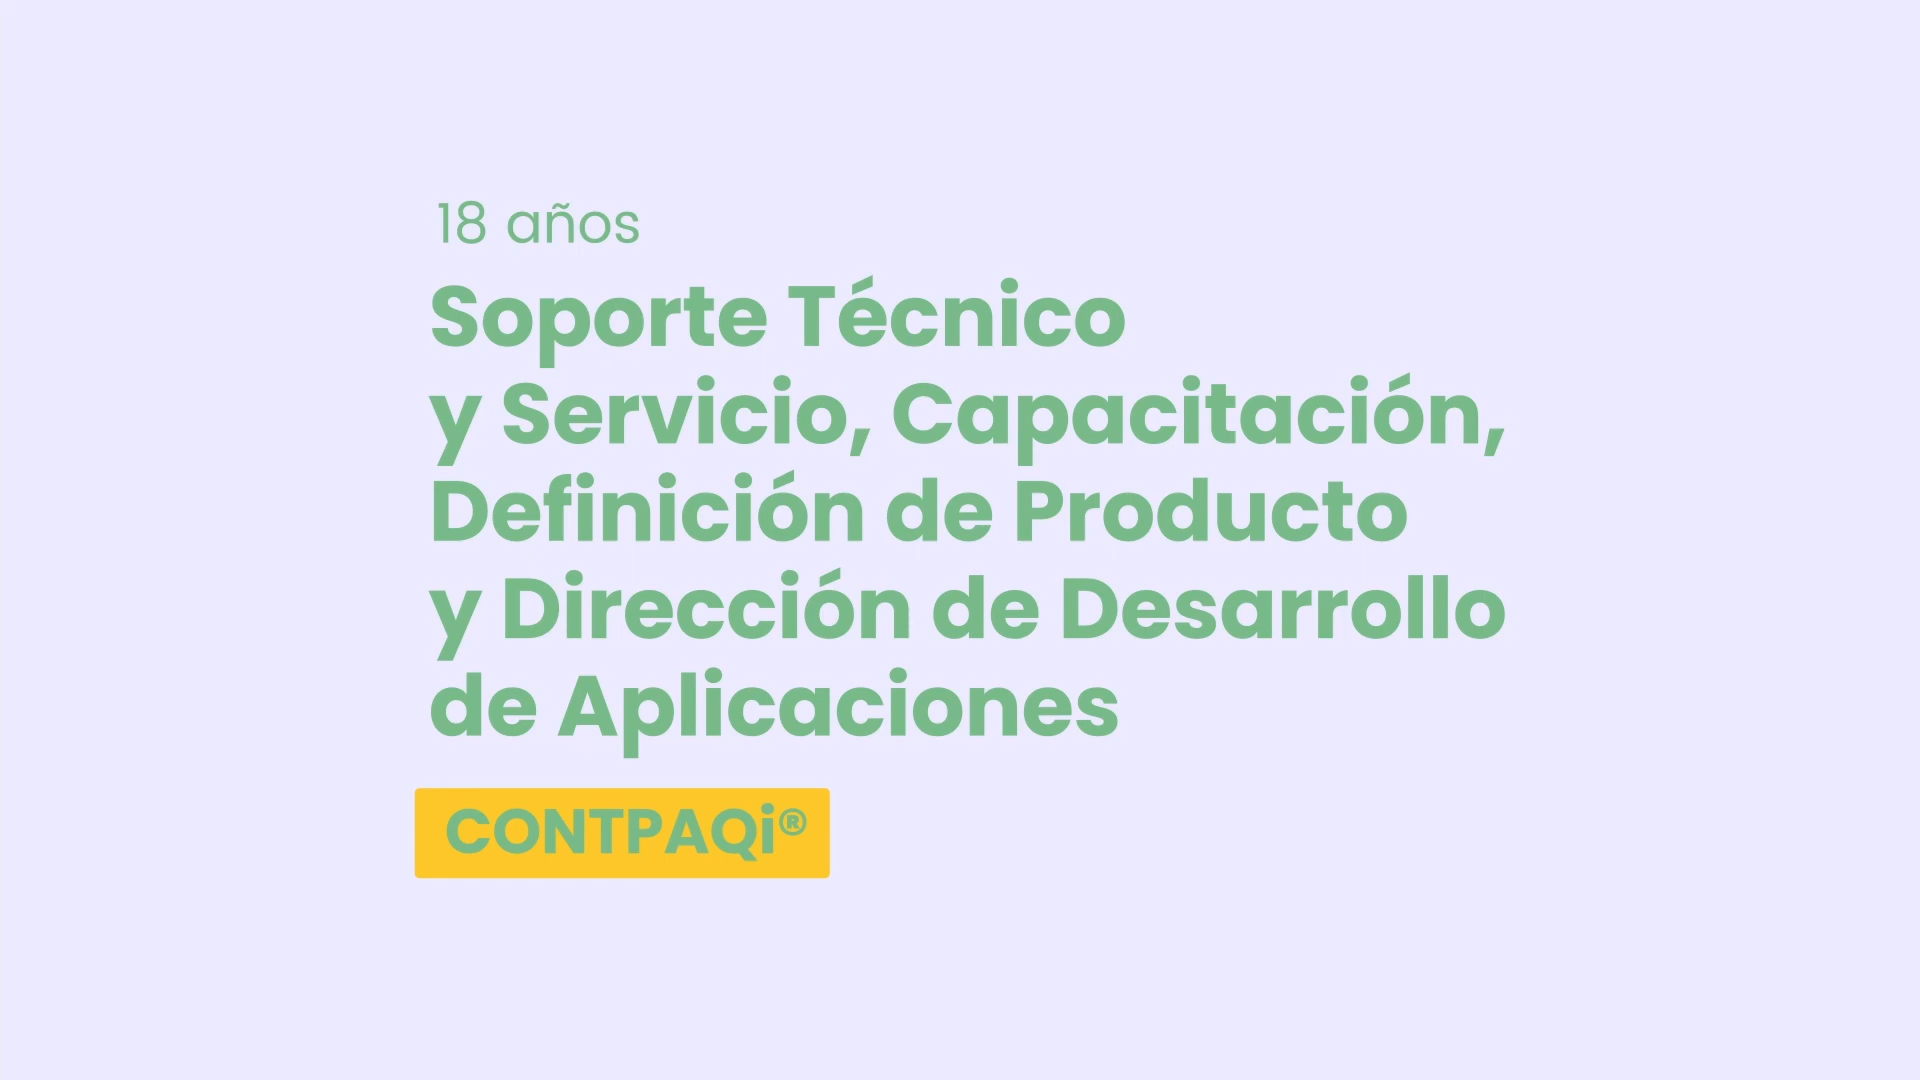 18 años
Soporte Técnico
y Servicio, Capacitación,
Definición de Producto
y Dirección de Desarrollo
de Aplicaciones
CONTPAQi®